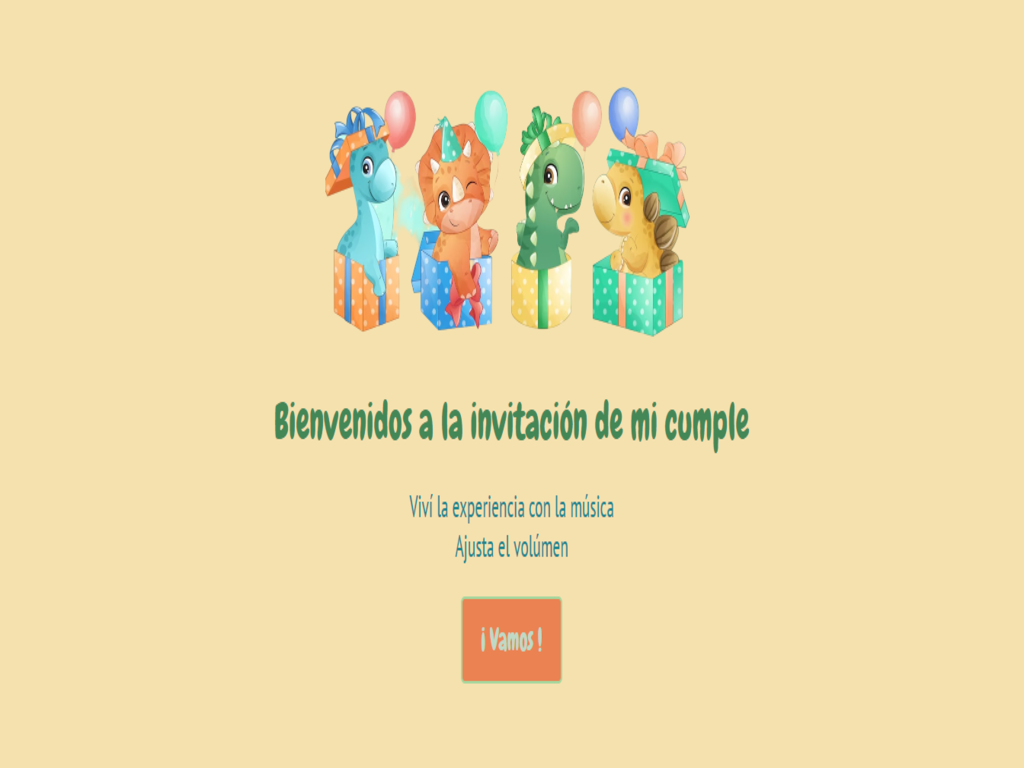 Bienvenidos a la invitación de mi cumple
Viví la experiencia con la música
Ajusta el volúmen
¡ Vamos !